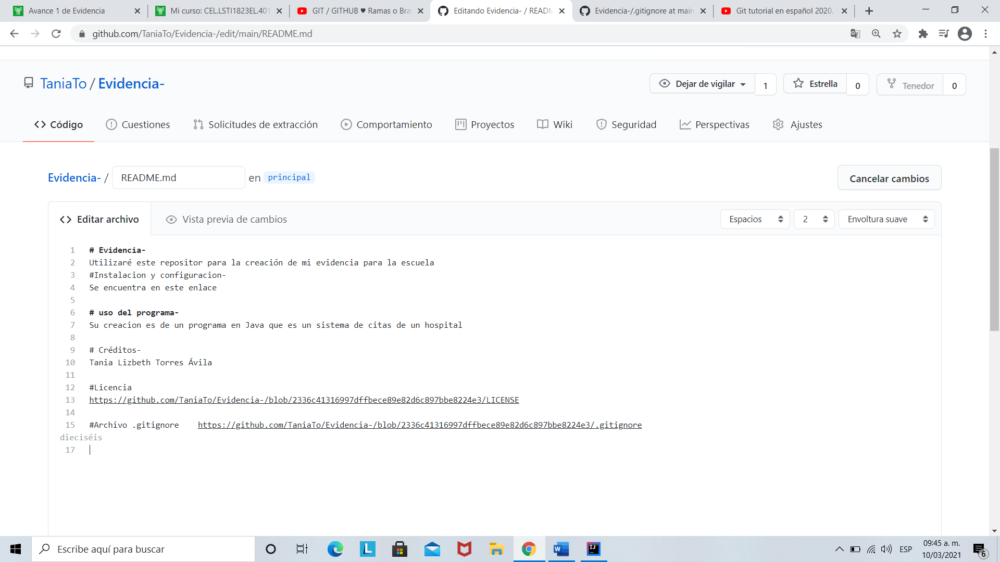 Avance 1 de Evidencia
Mi curso: CEL.LSTI1823EL.401
GIT / GITHUB ♥ Ramas o Bra
Editando Evidencia- / READM
Evidencia-/.gitignore at main
Git tutorial en español 2020.
github.com/TaniaTo/Evidencia-/edit/main/README.md
TaniaTo / Evidencia-
Dejar de vigilar 1
Estrella 0
Tenedor 0
Código
Cuestiones
Solicitudes de extracción
Comportamiento
Proyectos
Wiki
Seguridad
Perspectivas
Ajustes
Evidencia- / README.md en principal
Cancelar cambios
Editar archivo
Vista previa de cambios
Espacios
2
Envoltura suave
1 # Evidencia-
2 Utilizaré este repositor para la creación de mi evidencia para la escuela
3 #Instalacion y configuracion-
4 Se encuentra en este enlace
5
6 # uso del programa-
7 Su creacion es de un programa en Java que es un sistema de citas de un hospital
8
9 # Créditos-
10 Tania Lizbeth Torres Ávila
11
12 #Licencia
13 https://github.com/TaniaTo/Evidencia-/blob/2336c41316997dffbece89e82d6c897bbe8224e3/LICENSE
14
15 #Archivo .gitignore https://github.com/TaniaTo/Evidencia-/blob/2336c41316997dffbece89e82d6c897bbe8224e3/.gitignore
dieciséis
17
Escribe aquí para buscar
L
W
IJ
ESP
09:45 a. m.
10/03/2021
6